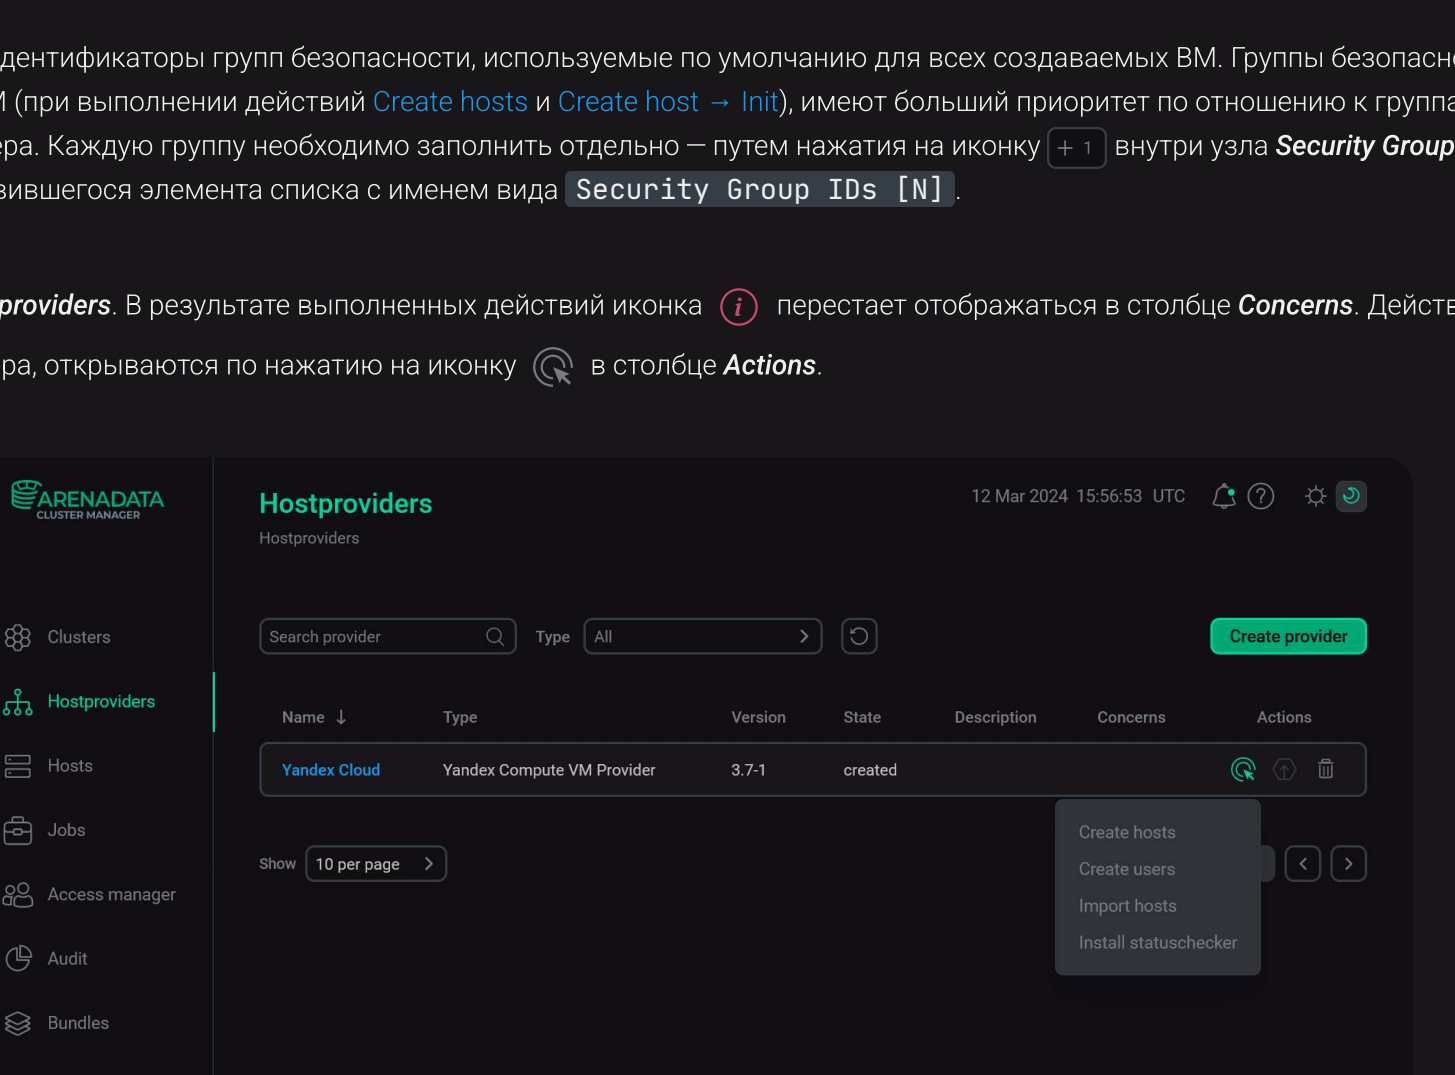 дентификаторы групп безопасности, используемые по умолчанию для всех создаваемых ВМ. Группы безопасн
М (при выполнении действий Create hosts и Create host → Init), имеют больший приоритет по отношению к группа
ера. Каждую группу необходимо заполнить отдельно — путем нажатия на иконку + 1 внутри узла Security Group
вившегося элемента списка с именем вида Security Group IDs [N].
providers. В результате выполненных действий иконка i перестает отображаться в столбце Concerns. Действ
ера, открываются по нажатию на иконку в столбце Actions.
ARENADATA
CLUSTER MANAGER
Hostproviders
12 Mar 2024 15:56:53 UTC
Hostproviders
Clusters
Hostproviders
Hosts
Jobs
Access manager
Audit
Bundles
Search provider
Type
All
Create provider
Name ↓ Type Version State Description Concerns Actions
Yandex Cloud Yandex Compute VM Provider 3.7-1 created
Create hosts
Create users
Import hosts
Install statuschecker
Show 10 per page